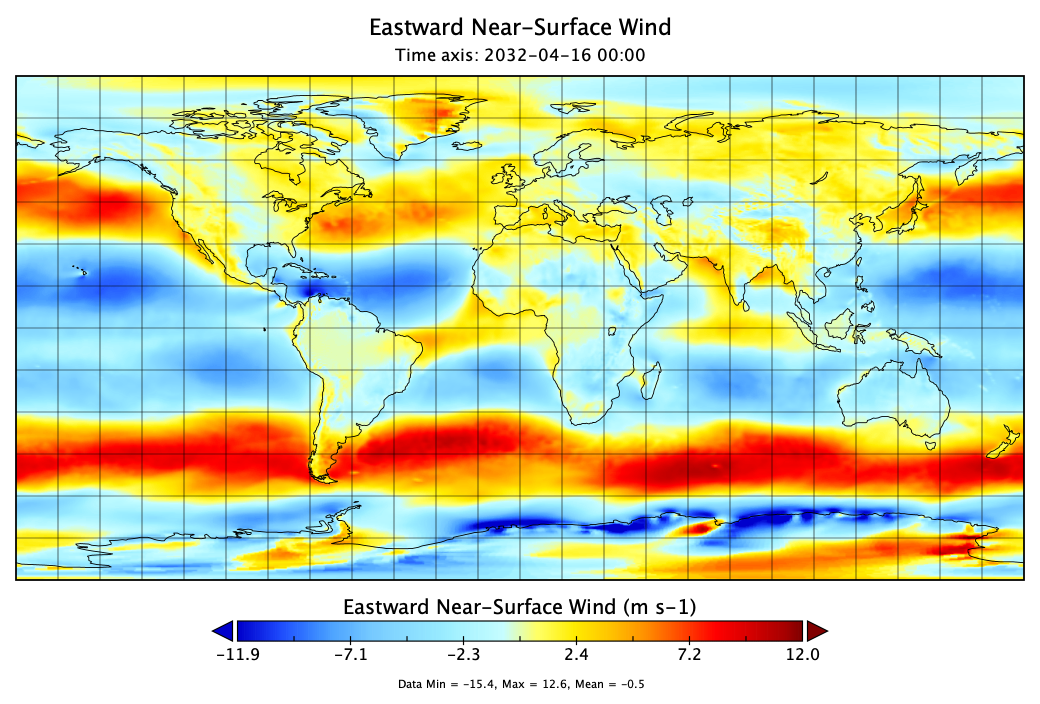 Eastward Near-Surface Wind
Time axis: 2032-04-16 00:00
Eastward Near-Surface Wind (m s-1)
-11.9 -7.1 -2.3 2.4 7.2 12.0
Data Min = -15.4, Max = 12.6, Mean = -0.5